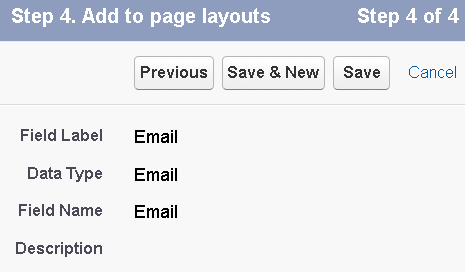 Step 4. Add to page layouts Step 4 of 4
Previous Save & New Save Cancel
Field Label Email
Data Type Email
Field Name Email
Description